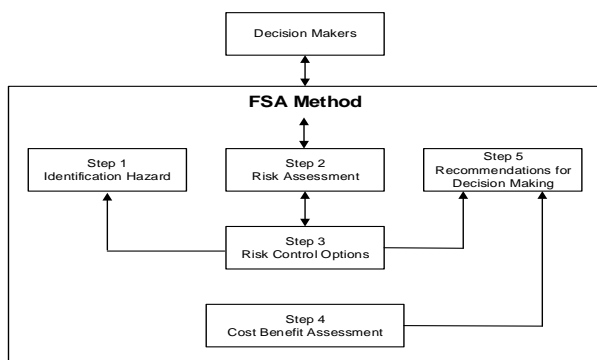 Decision Makers
FSA Method
Step 1
Identification Hazard
Step 2
Risk Assessment
Step 5
Recommendations for
Decision Making
Step 3
Risk Control Options
Step 4
Cost Benefit Assessment